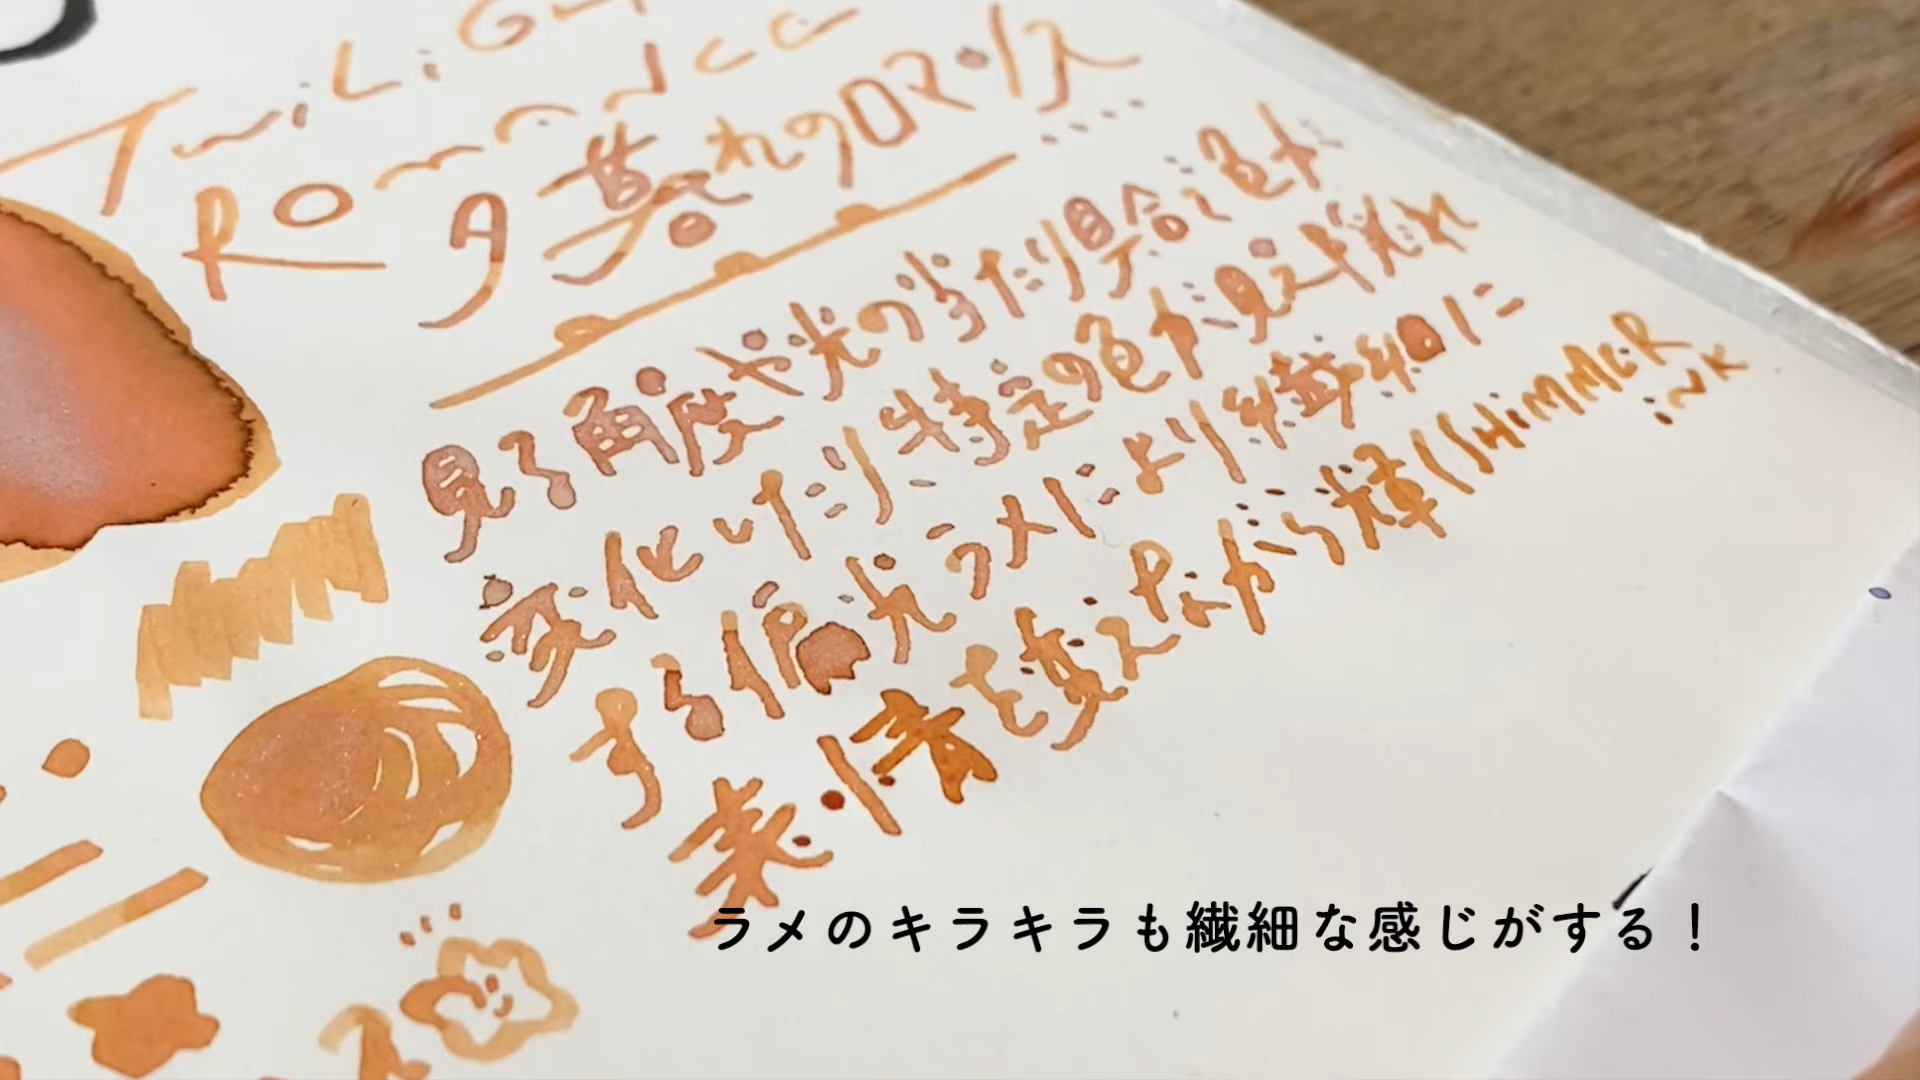 TwiLiGHT
RomaNCE
夕暮れのロマンス
....
見る角度や光の当たり具合で色が
変化したり、特定の色が見え隠れ
する偏光ラメにより繊細に
表情を変えながら輝くSHiMMER
iNK
ラメのキラキラも繊細な感じがする！